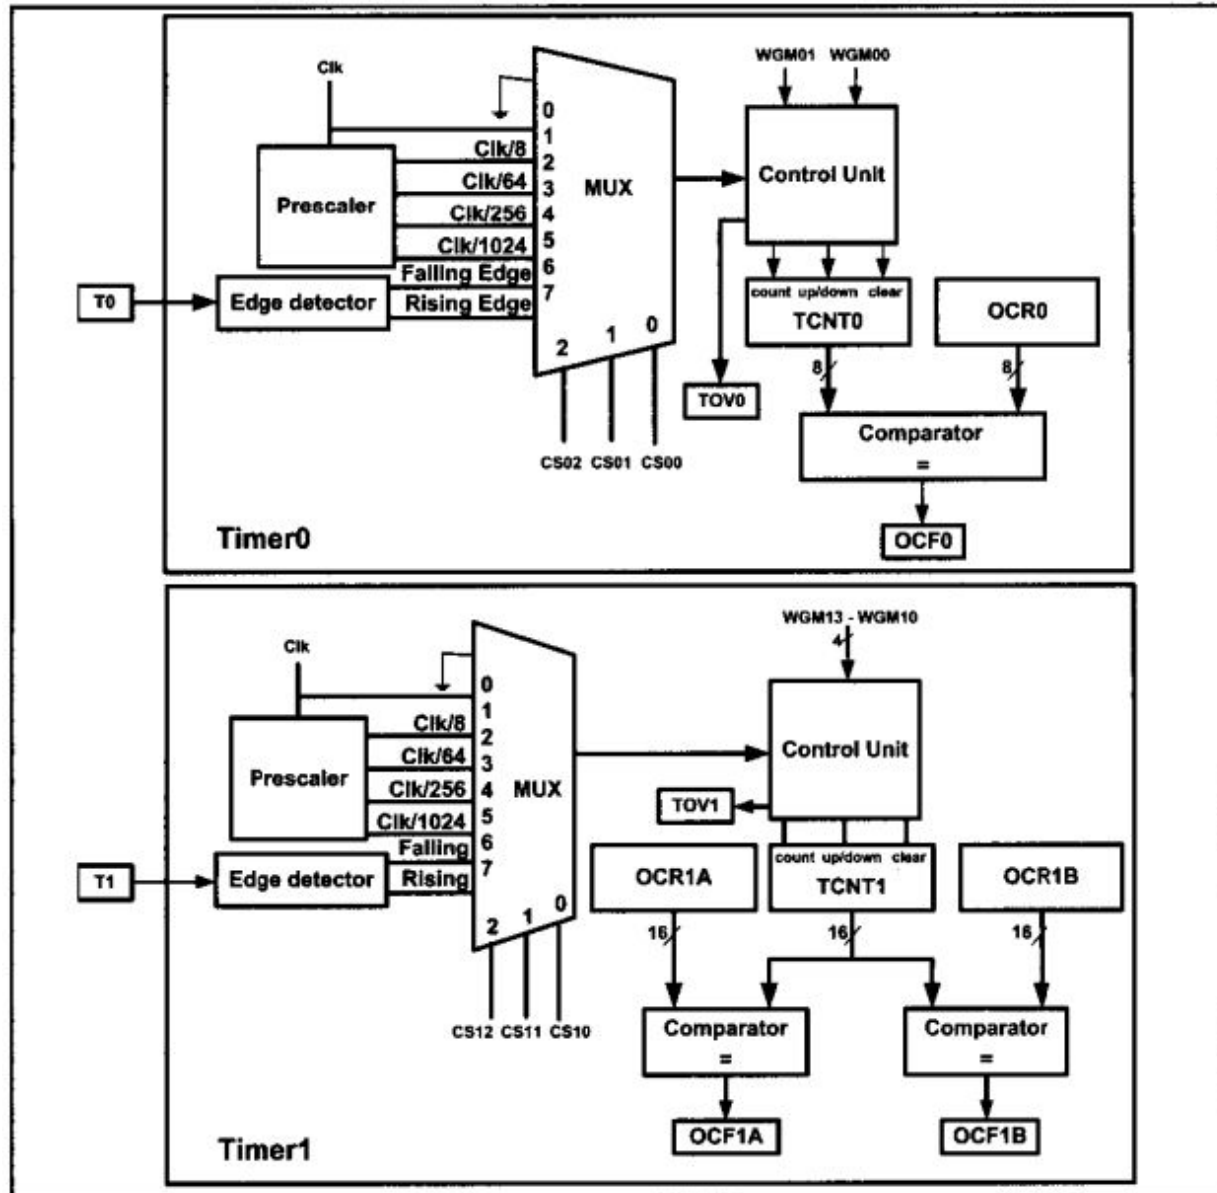 Clk
WGM01 WGM00
0
1
Clk/8
2
Clk/64
3
Clk/256
4
Clk/1024
5
Falling Edge
6
Rising Edge
7
Prescaler
MUX
Control Unit
T0
Edge detector
2 1 0
count up/down clear
TCNT0
OCR0
8 8
TOV0
Comparator
=
CS02 CS01 CS00
OCF0
Timer0
WGM13 - WGM10
4
Clk
0
1
Clk/8
2
Clk/64
3
Clk/256
4
Clk/1024
5
Falling
6
Rising
7
Prescaler
MUX
Control Unit
TOV1
T1
Edge detector
OCR1A
count up/down clear
TCNT1
OCR1B
2 1 0
16 16 16
CS12 CS11 CS10
Comparator
=
Comparator
=
OCF1A
OCF1B
Timer1